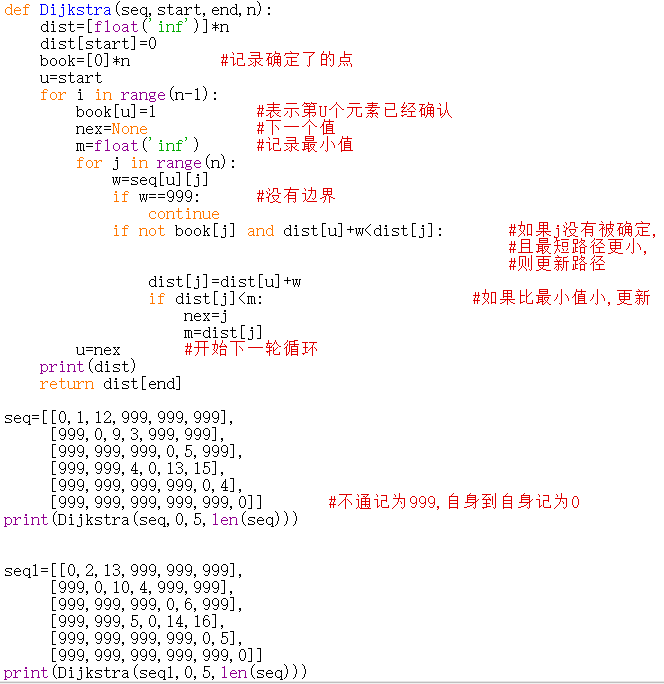 def Dijkstra(seq,start,end,n):
    dist=[float('inf')]*n
    dist[start]=0
    book=[0]*n          #记录确定了的点
    u=start
    for i in range(n-1):
        book[u]=1              #表示第U个元素已经确认
        nex=None            #下一个值
        m=float('inf')      #记录最小值
        for j in range(n):
            w=seq[u][j]
            if w==999:      #没有边界
                continue
            if not book[j] and dist[u]+w<dist[j]:       #如果j没有被确定,
                                                        #且最短路径更小,
                                                        #则更新路径
                dist[j]=dist[u]+w
                if dist[j]<m:                       #如果比最小值小,更新
                    nex=j
                    m=dist[j]
        u=nex       #开始下一轮循环
    print(dist)
    return dist[end]
seq=[[0,1,12,999,999,999],
     [999,0,9,3,999,999],
     [999,999,999,0,5,999],
     [999,999,4,0,13,15],
     [999,999,999,999,0,4],
     [999,999,999,999,999,0]]       #不通记为999,自身到自身记为0
print(Dijkstra(seq,0,5,len(seq)))
seq1=[[0,2,13,999,999,999],
     [999,0,10,4,999,999],
     [999,999,999,0,6,999],
     [999,999,5,0,14,16],
     [999,999,999,999,0,5],
     [999,999,999,999,999,0]]
print(Dijkstra(seq1,0,5,len(seq)))